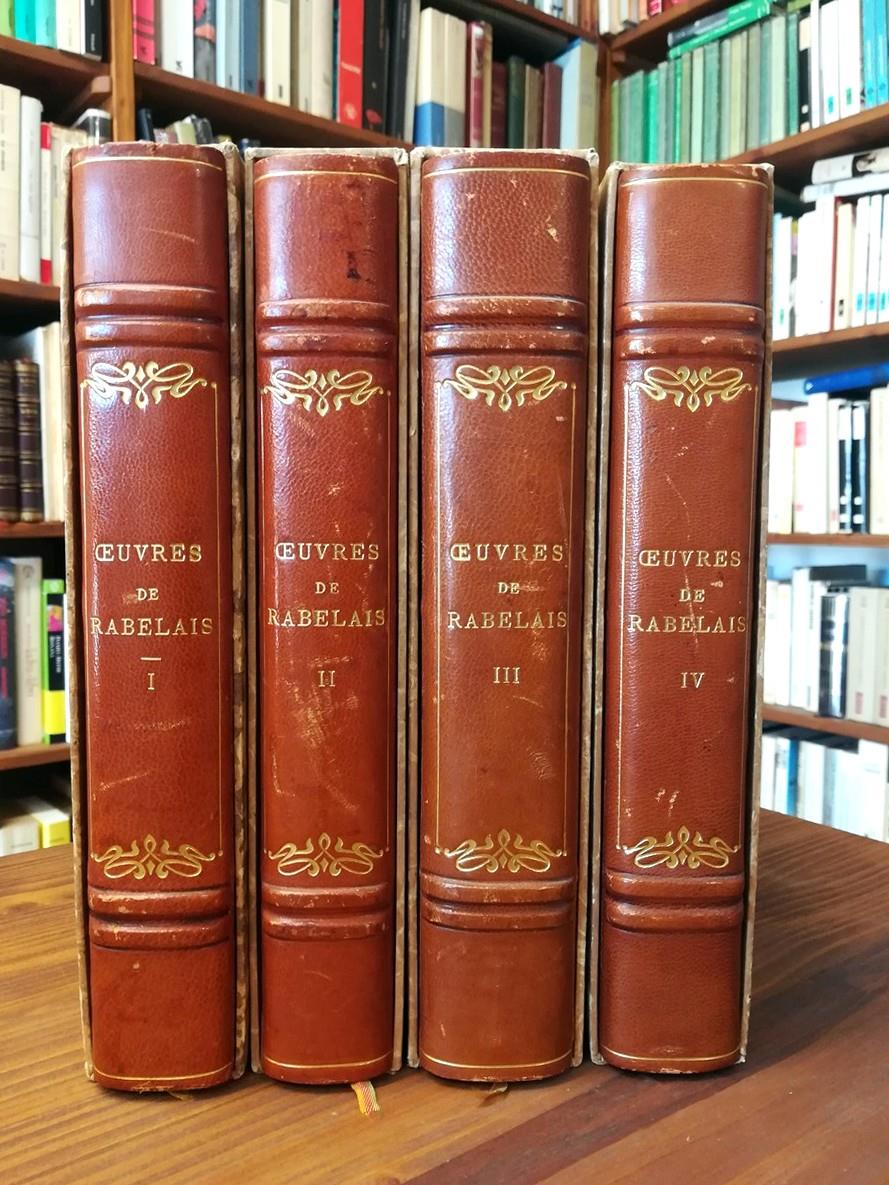 ŒUVRES
DE
RABELAIS
I
ŒUVRES
DE
RABELAIS
II
ŒUVRES
DE
RABELAIS
III
ŒUVRES
DE
RABELAIS
IV